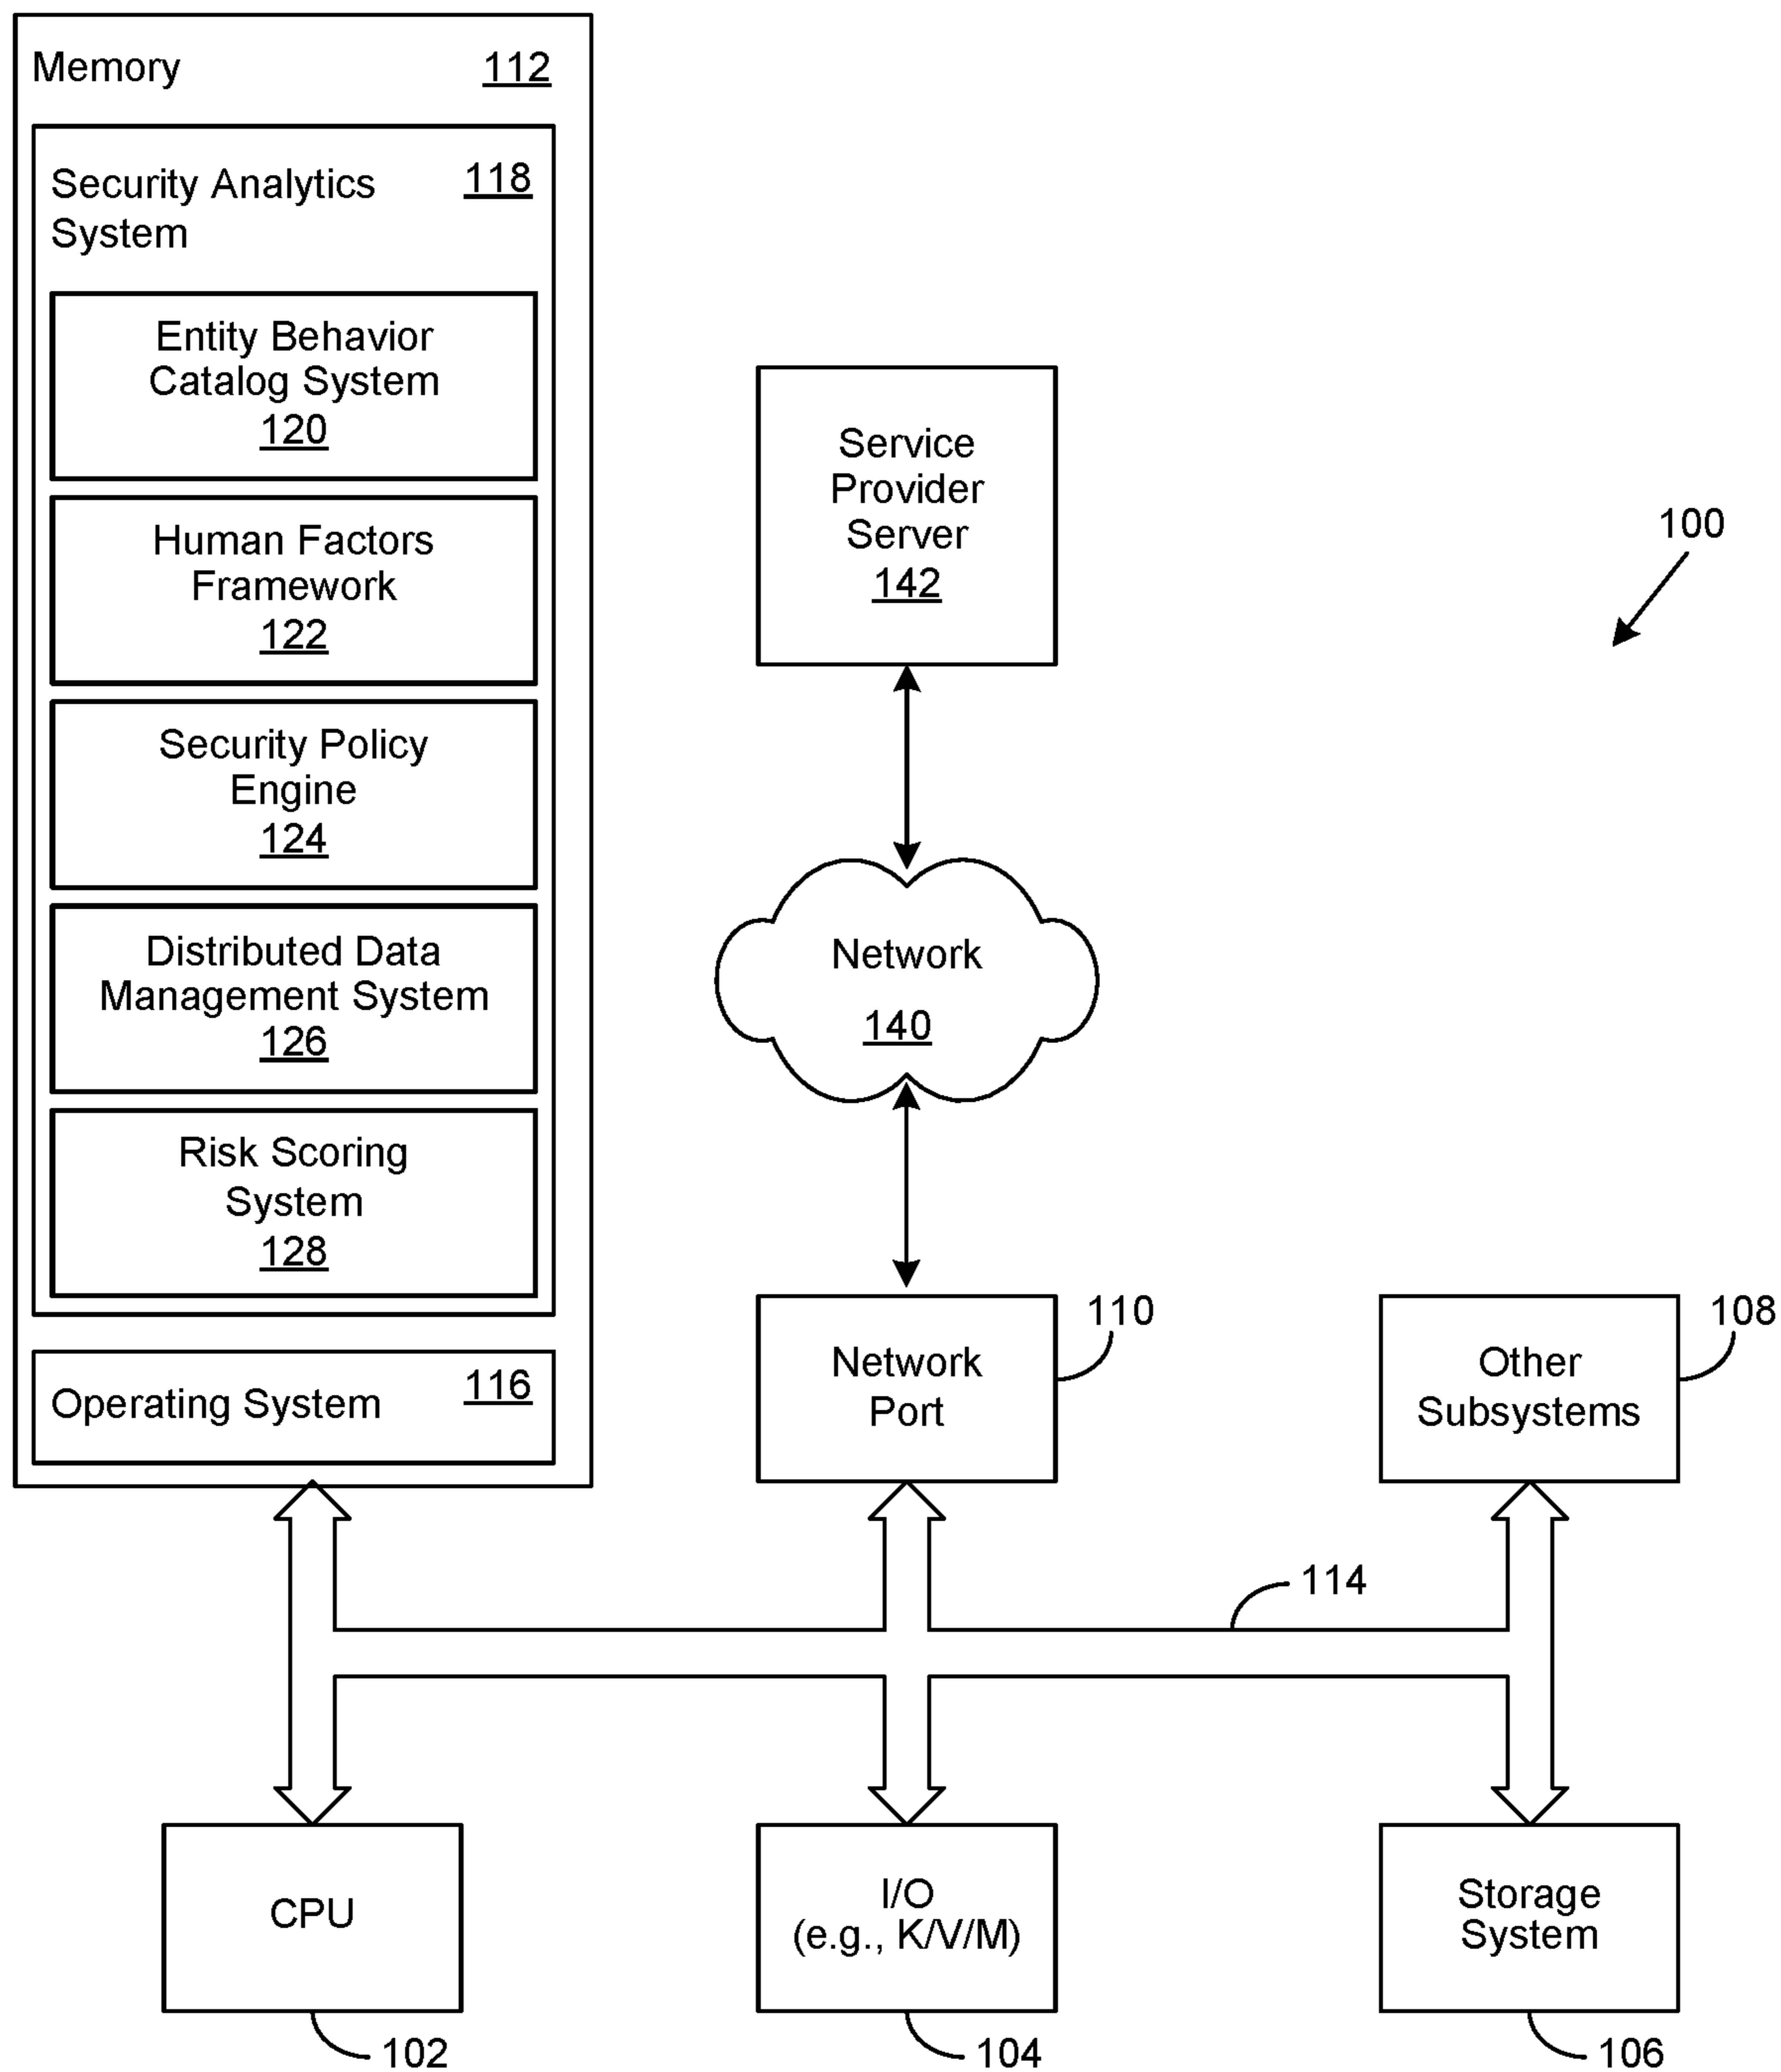 Memory 112
Security Analytics 118
System
Entity Behavior
Catalog System
120
Human Factors
Framework
122
Security Policy
Engine
124
Distributed Data
Management System
126
Risk Scoring
System
128
Operating System 116
Service
Provider
Server
142
100
Network
140
Network
Port
110
Other
Subsystems
108
114
CPU
102
I/O
(e.g., K/V/M)
104
Storage
System
106